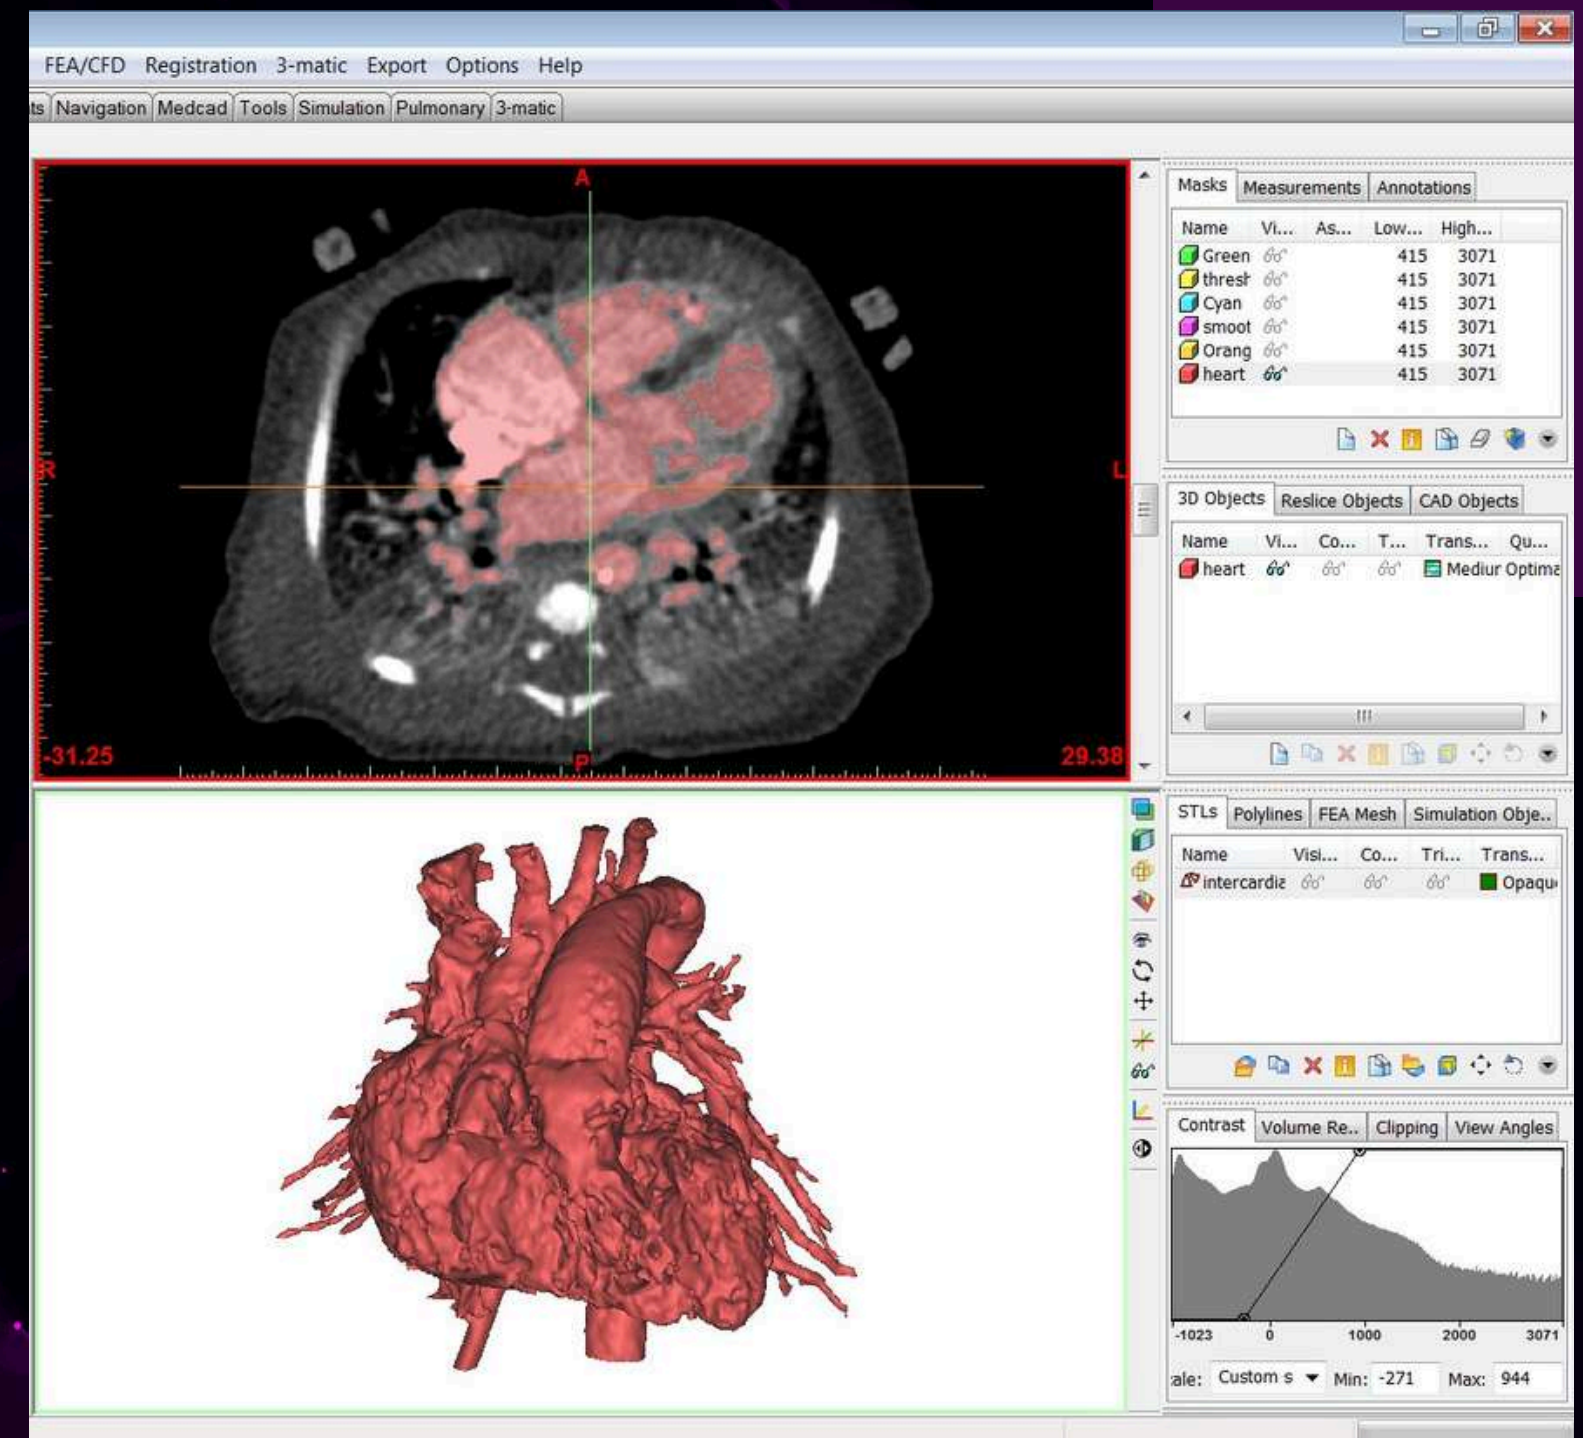 FEA/CFD Registration 3-matic Export Options Help
ts Navigation Medcad Tools Simulation Pulmonary 3-matic
A
R
L
P
-31.25
29.38
Masks Measurements Annotations
Name Vi... As... Low... High...
Green 415 3071
thresh 415 3071
Cyan 415 3071
smoot 415 3071
Orang 415 3071
heart 415 3071
3D Objects Reslice Objects CAD Objects
Name Vi... Co... T... Trans... Qu...
heart Mediur Optima
STLs Polylines FEA Mesh Simulation Obje..
Name Visi... Co... Tri... Trans...
intercardia Opaqu
Contrast Volume Re.. Clipping View Angles
-1023 0 1000 2000 3071
ale: Custom s Min: -271 Max: 944